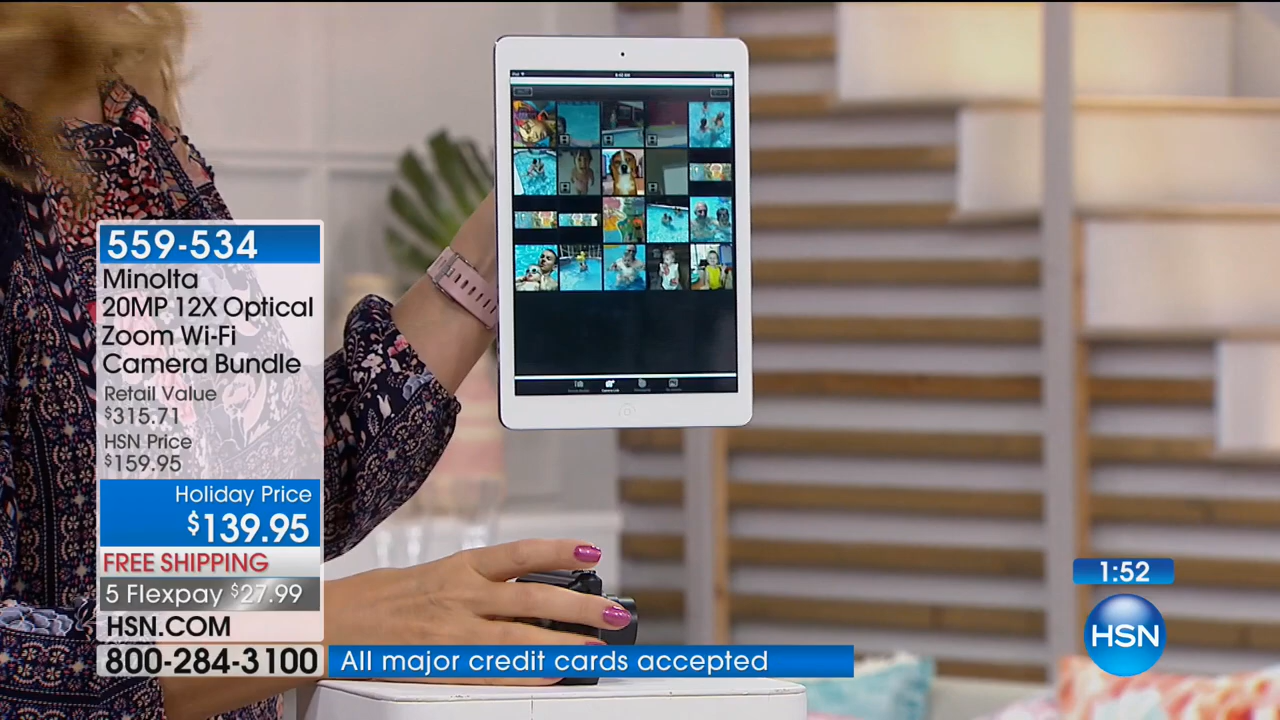 559-534
Minolta
20MP 12X Optical
Zoom Wi-Fi
Camera Bundle
Retail Value
$315.71
HSN Price
$159.95
Holiday Price
$139.95
FREE SHIPPING
5 Flexpay $27.99
HSN.COM
800-284-3100
All major credit cards accepted
1:52
HSN